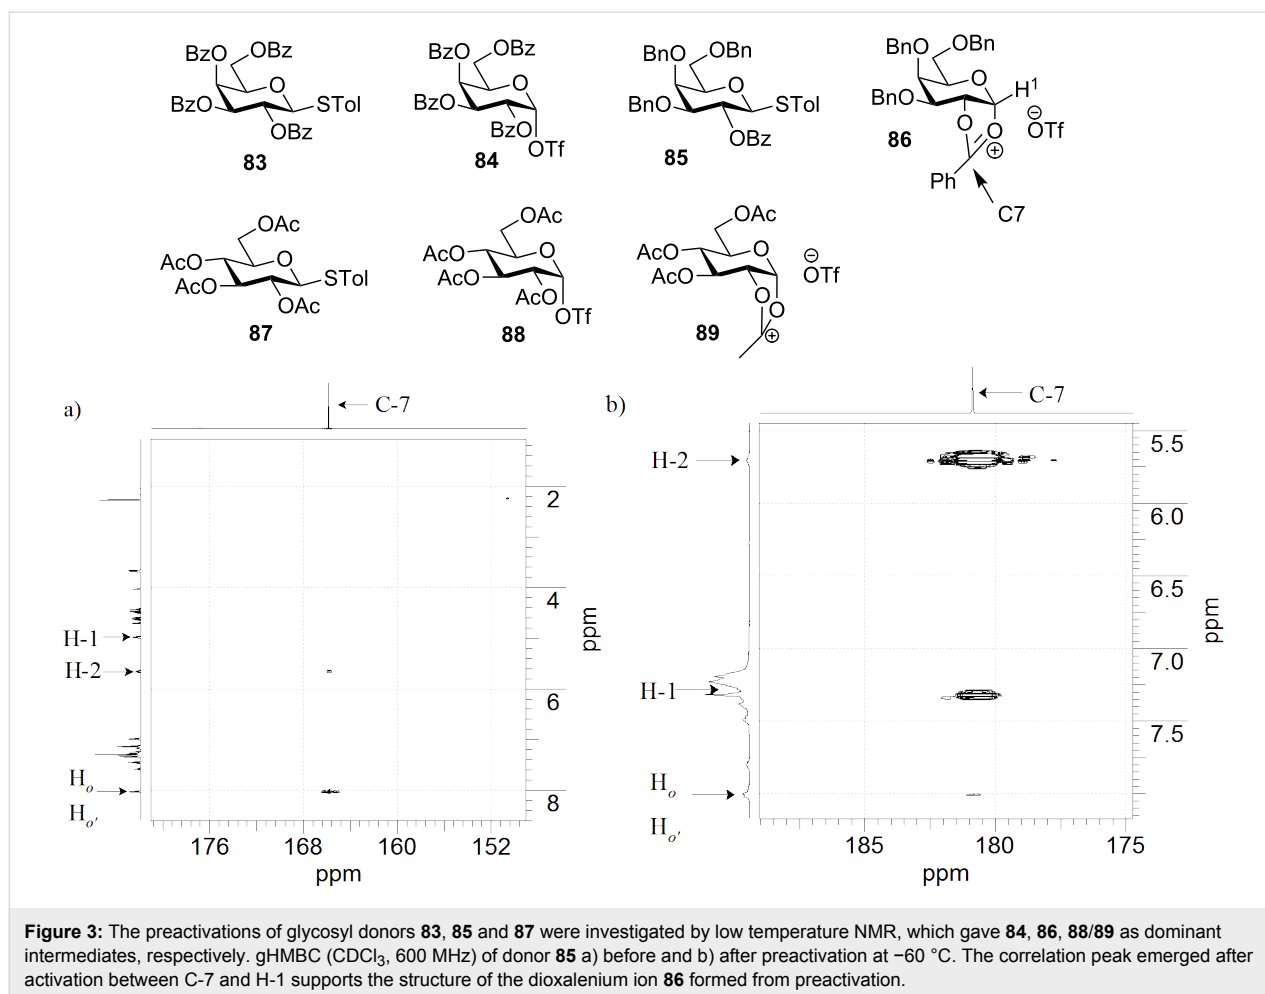 BzO OBz
O
BzO STol
OBz
83
BzO OBz
O
BzO
BzO
OTf
84
BnO OBn
O
BnO STol
OBz
85
BnO OBn
O
BnO H¹
O O ⊕
Ph
⊖
OTf
C7
86
OAc
AcO O
AcO STol
OAc
87
OAc
AcO O
AcO
AcO
OTf
88
OAc
AcO O
AcO
O
O
⊕
⊖
OTf
89
a)
C-7
H-1
H-2
Hₒ
Hₒ'
2
4
6
8
ppm
176 168 160 152
ppm
b)
C-7
H-2
H-1
Hₒ
Hₒ'
5.5
6.0
6.5
7.0
7.5
ppm
185 180 175
ppm
Figure 3: The preactivations of glycosyl donors 83, 85 and 87 were investigated by low temperature NMR, which gave 84, 86, 88/89 as dominant
intermediates, respectively. gHMBC (CDCl₃, 600 MHz) of donor 85 a) before and b) after preactivation at −60 °C. The correlation peak emerged after
activation between C-7 and H-1 supports the structure of the dioxalenium ion 86 formed from preactivation.